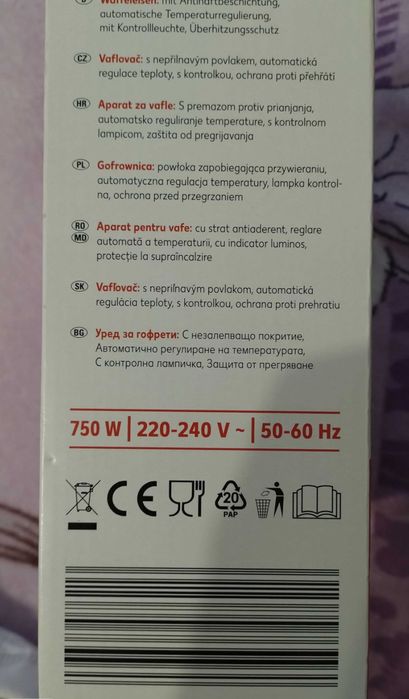 D Waffeleisen: mit Antihaftbeschichtung,
automatische Temperaturregulierung,
mit Kontrollleuchte, Überhitzungsschutz
CZ Vaflovač: s nepřilnavým povlakem, automatická
regulace teploty, s kontrolkou, ochrana proti přehřátí
HR Aparat za vafle: S premazom protiv prianjanja,
automatsko reguliranje temperature, s kontrolnom
lampicom, zaštita od pregrijavanja
PL Gofrownica: powłoka zapobiegająca przywieraniu,
automatyczna regulacja temperatury, lampka kontrol-
na, ochrona przed przegrzaniem
RO Aparat pentru vafe: cu strat antiaderent, reglare
MD automată a temperaturii, cu indicator luminos,
protecție la supraîncalzire
SK Vafľovač: s nepriľnavým povlakom, automatická
regulácia teploty, s kontrolkou, ochrana proti prehratiu
BG Уред за гофрети: С незалепващо покритие,
Автоматично регулиране на температурата,
С контролна лампичка, Защита от прегряване
750 W | 220-240 V ~ | 50-60 Hz
CE 20
PAP